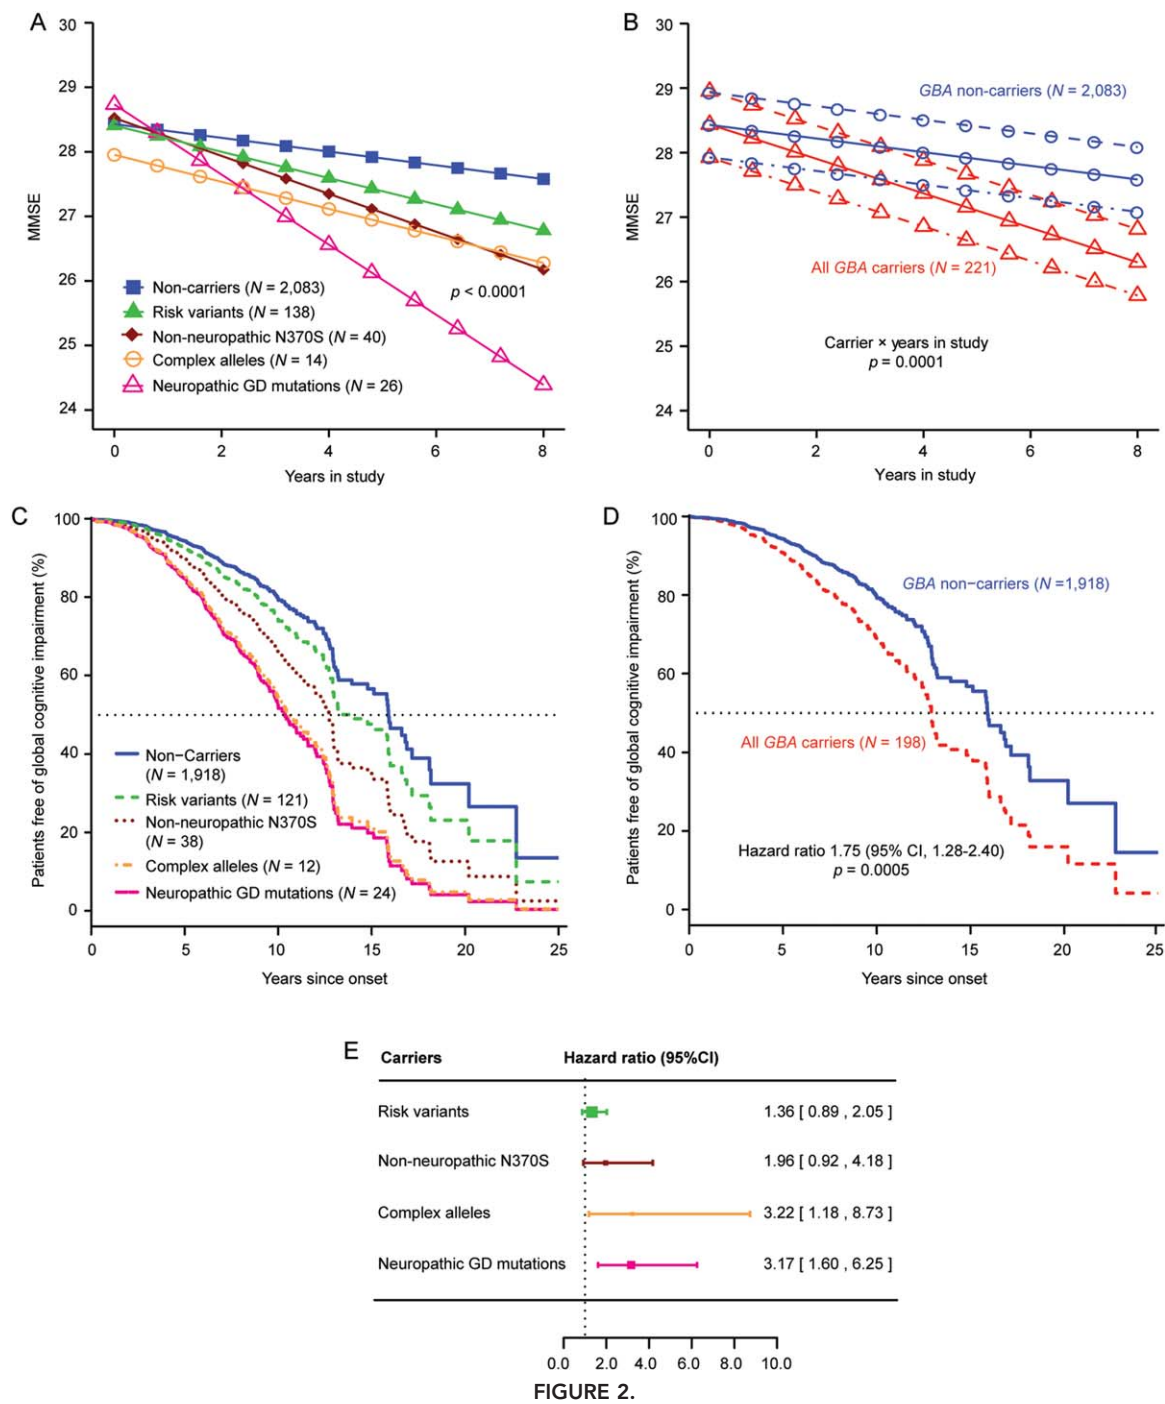 A
30
29
28
27
26
25
24
MMSE
Non-carriers (N = 2,083)
Risk variants (N = 138)
Non-neuropathic N370S (N = 40)
Complex alleles (N = 14)
Neuropathic GD mutations (N = 26)
p < 0.0001
0 2 4 6 8
Years in study
B
30
29
28
27
26
25
24
MMSE
GBA non-carriers (N = 2,083)
All GBA carriers (N = 221)
Carrier × years in study
p = 0.0001
0 2 4 6 8
Years in study
C
100
80
60
40
20
0
Patients free of global cognitive impairment (%)
Non−Carriers
(N = 1,918)
Risk variants (N = 121)
Non-neuropathic N370S
(N = 38)
Complex alleles (N = 12)
Neuropathic GD mutations (N = 24)
0 5 10 15 20 25
Years since onset
D
100
80
60
40
20
0
Patients free of global cognitive impairment (%)
GBA non−carriers (N =1,918)
All GBA carriers (N = 198)
Hazard ratio 1.75 (95% CI, 1.28-2.40)
p = 0.0005
0 5 10 15 20 25
Years since onset
E
Carriers Hazard ratio (95%CI)
Risk variants 1.36 [ 0.89 , 2.05 ]
Non-neuropathic N370S 1.96 [ 0.92 , 4.18 ]
Complex alleles 3.22 [ 1.18 , 8.73 ]
Neuropathic GD mutations 3.17 [ 1.60 , 6.25 ]
0.0 2.0 4.0 6.0 8.0 10.0
FIGURE 2.